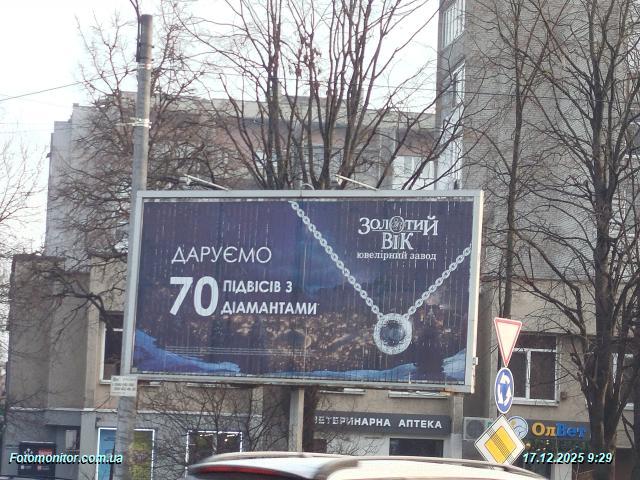 ЗОЛОТИЙ
ВІК
ювелірний завод
ДАРУЄМО
70 ПІДВІСІВ З
ДІАМАНТАМИ*
ВЕТЕРИНАРНА АПТЕКА
ОлВет
Fotomonitor.com.ua
17.12.2025 9:29